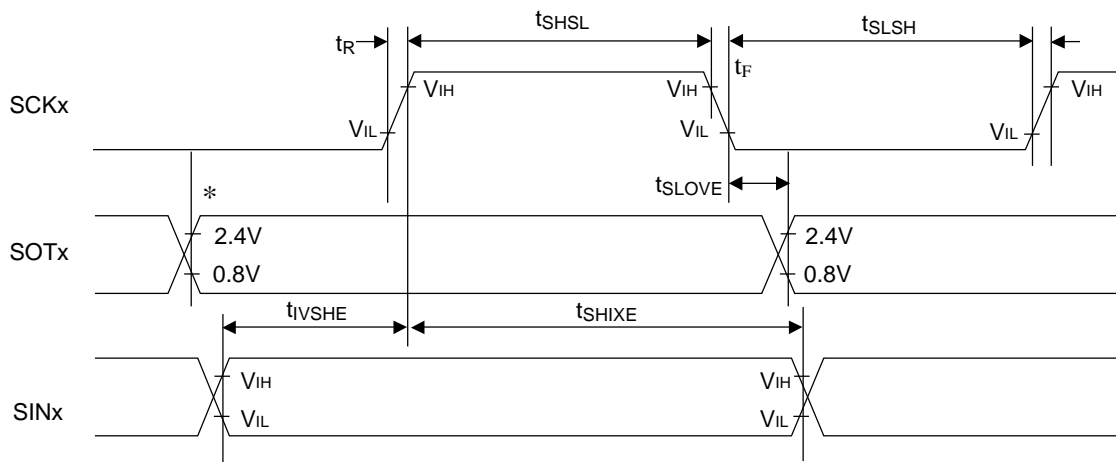 tSHSL tSLSH
tR tF
SCKx VIH VIH VIH
VIL VIL VIL
tSLOVE
*
SOTx 2.4V 2.4V
0.8V 0.8V
tIVSHE tSHIXE
SINx VIH VIH
VIL VIL